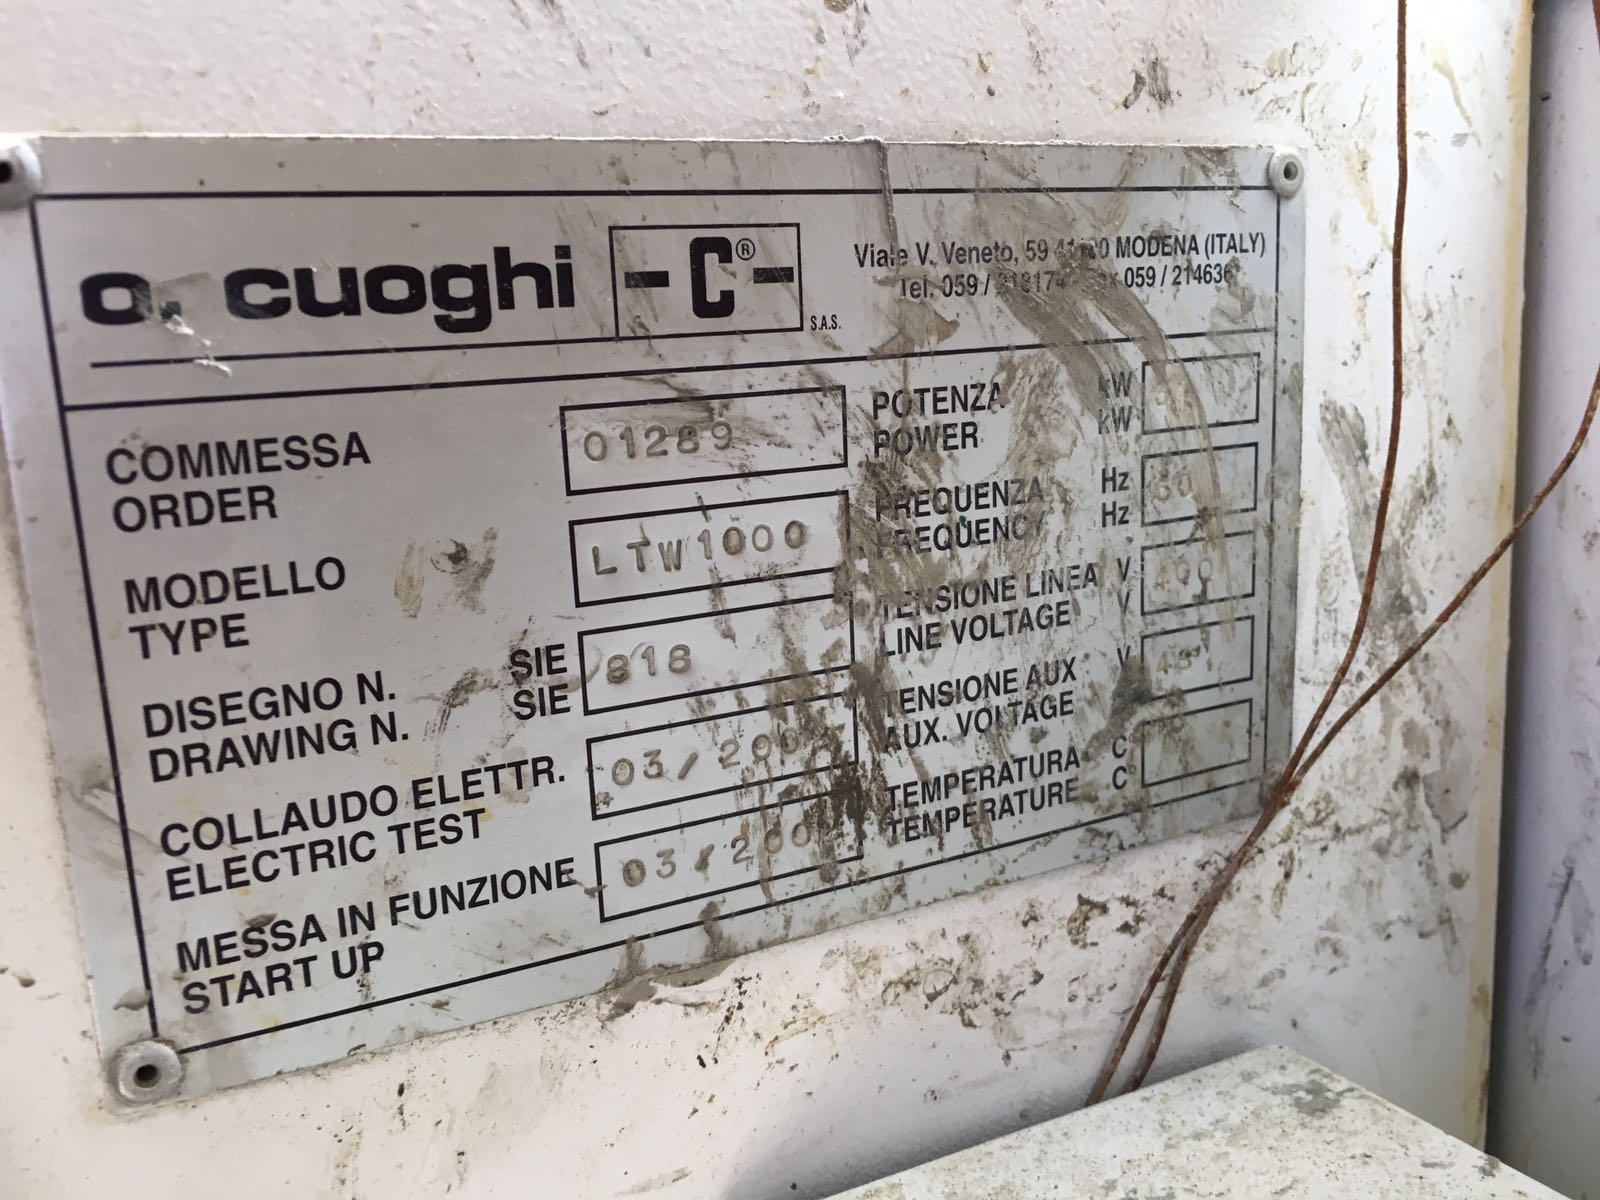 o. cuoghi -C-® S.A.S.
Viale V. Veneto, 59 MODENA (ITALY)
Tel. 059 / 059 / 214636
COMMESSA
ORDER
01289
MODELLO
TYPE
LTW1000
DISEGNO N. SIE
DRAWING N. SIE
818
COLLAUDO ELETTR.
ELECTRIC TEST
MESSA IN FUNZIONE
START UP
POTENZA kW
POWER kW
FREQUENZA Hz
FREQUENCY Hz
TENSIONE LINEA V
LINE VOLTAGE V
400
TENSIONE AUX V
AUX. VOLTAGE
TEMPERATURA C°
TEMPERATURE C°